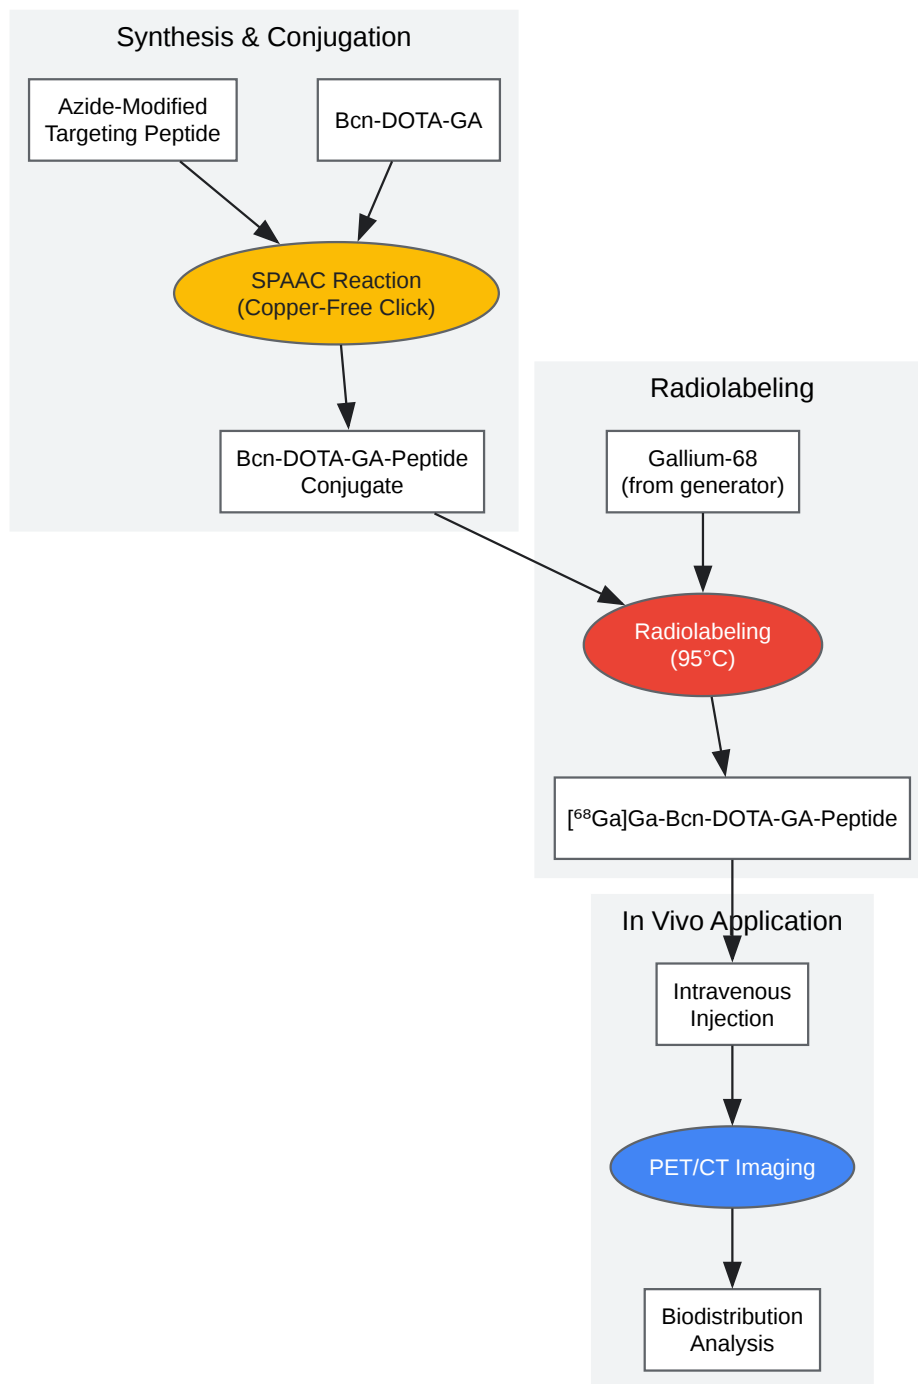 Synthesis & Conjugation
Azide-Modified
Targeting Peptide
Bcn-DOTA-GA
SPAAC Reaction
(Copper-Free Click)
Bcn-DOTA-GA-Peptide
Conjugate
Radiolabeling
Gallium-68
(from generator)
Radiolabeling
(95°C)
[⁶⁸Ga]Ga-Bcn-DOTA-GA-Peptide
In Vivo Application
Intravenous
Injection
PET/CT Imaging
Biodistribution
Analysis